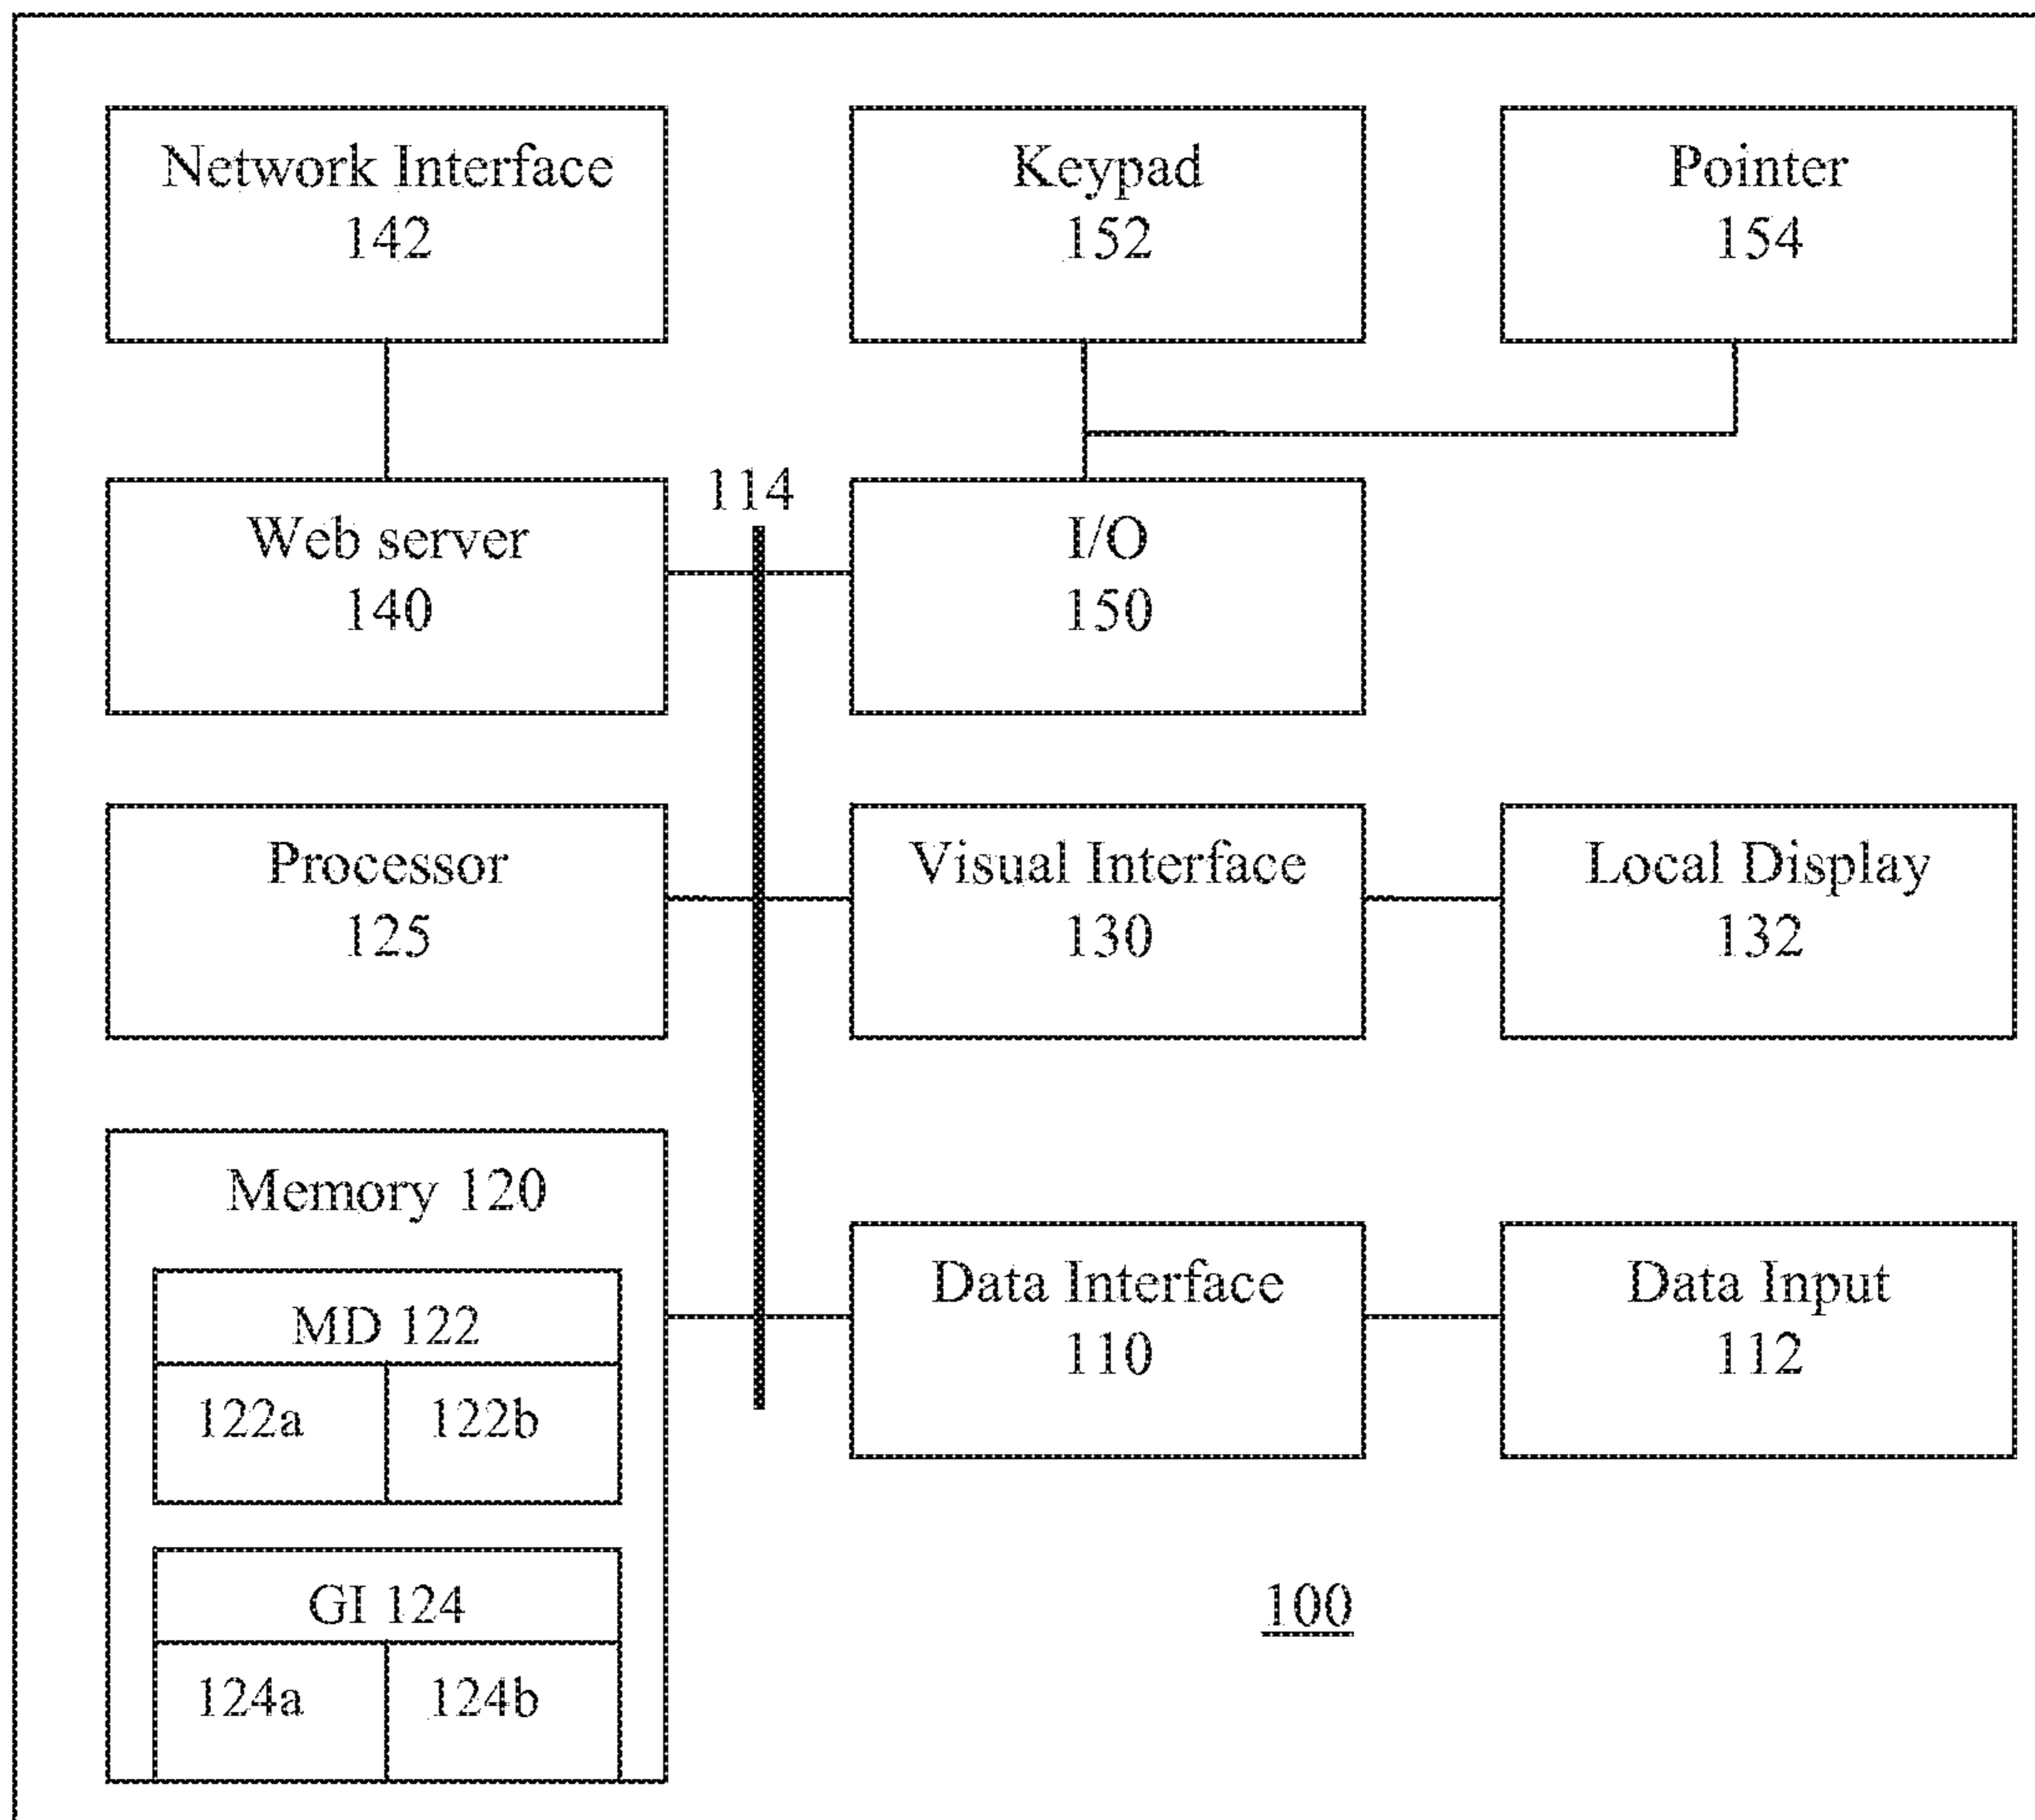 Network Interface
142
Keypad
152
Pointer
154
114
Web server
140
I/O
150
Processor
125
Visual Interface
130
Local Display
132
Memory 120
MD 122
122a
122b
GI 124
124a
124b
Data Interface
110
Data Input
112
100